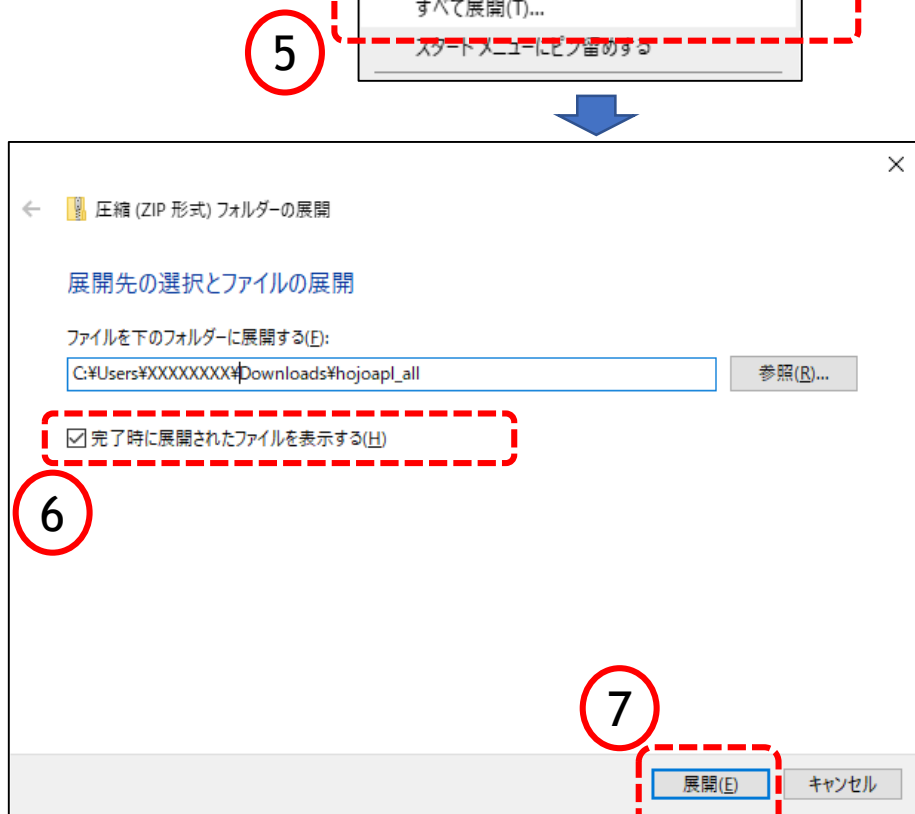 すべて展開(T)...
5
スタート メニューにピン留めする
圧縮 (ZIP 形式) フォルダーの展開
展開先の選択とファイルの展開
ファイルを下のフォルダーに展開する(F):
C:¥Users¥XXXXXXXX¥Downloads¥hojoapl_all
参照(R)...
完了時に展開されたファイルを表示する(H)
6
7
展開(E)
キャンセル